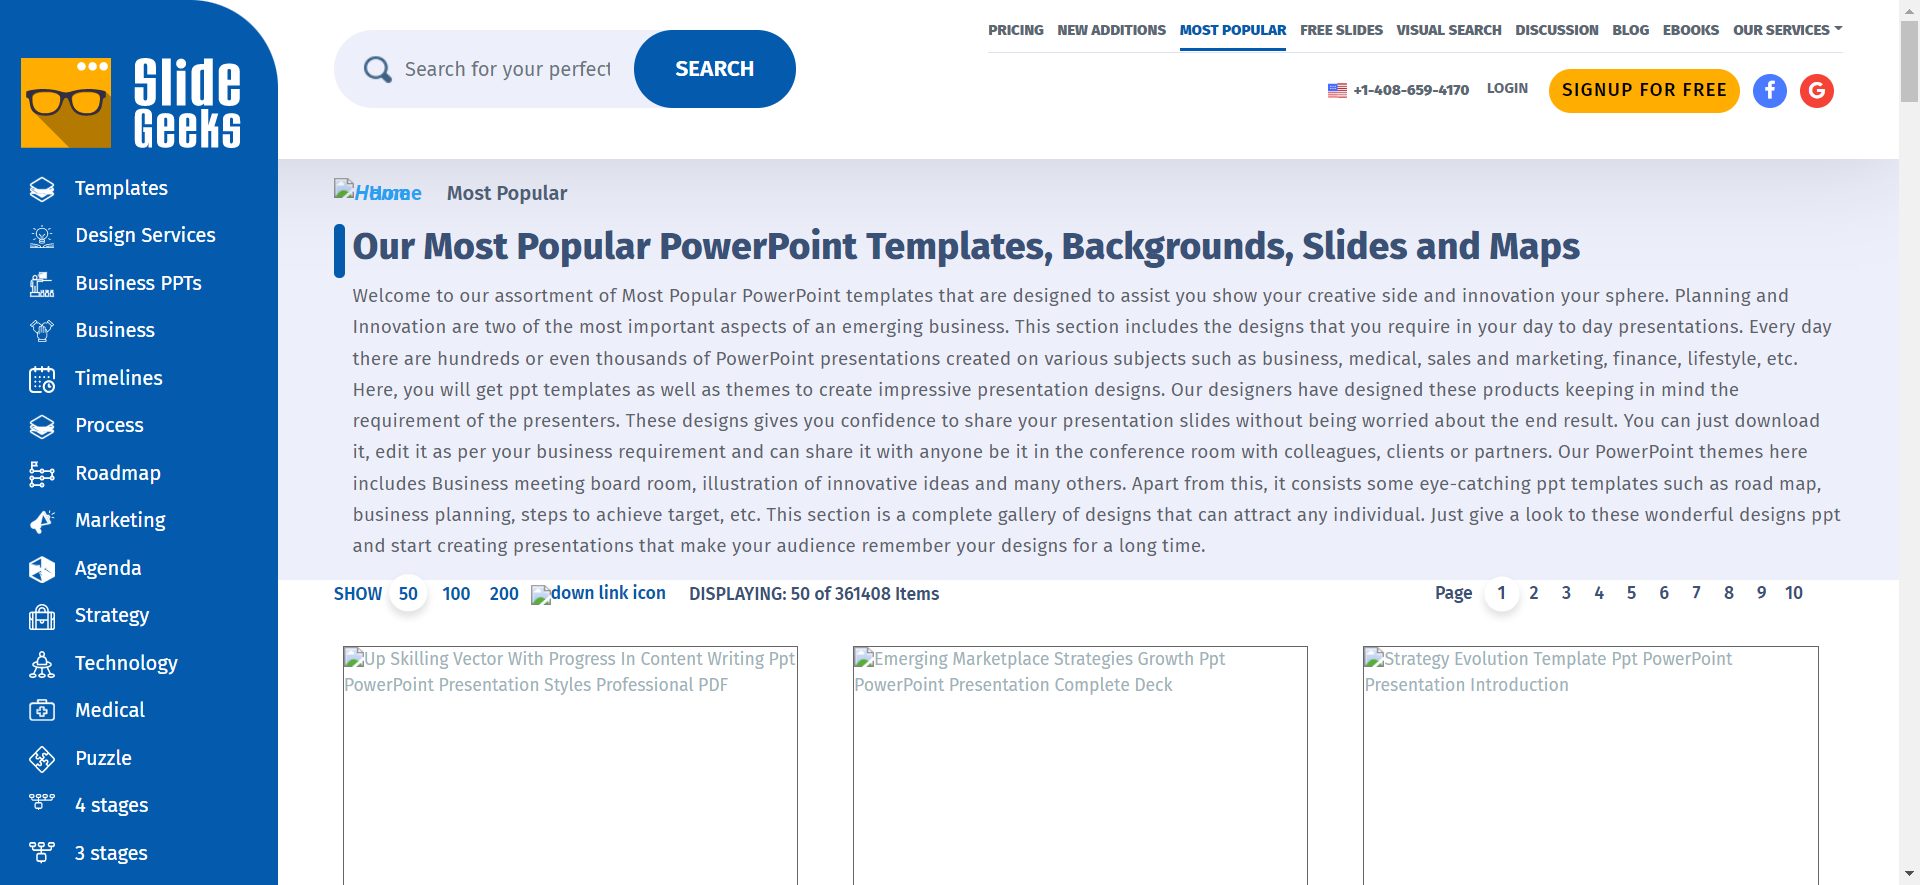 Slide
Geeks
Templates
Design Services
Business PPTs
Business
Timelines
Process
Roadmap
Marketing
Agenda
Strategy
Technology
Medical
Puzzle
4 stages
3 stages
Search for your perfect
SEARCH
PRICING NEW ADDITIONS MOST POPULAR FREE SLIDES VISUAL SEARCH DISCUSSION BLOG EBOOKS OUR SERVICES
+1-408-659-4170 LOGIN SIGNUP FOR FREE f G
Home Home Most Popular
Our Most Popular PowerPoint Templates, Backgrounds, Slides and Maps
Welcome to our assortment of Most Popular PowerPoint templates that are designed to assist you show your creative side and innovation your sphere. Planning and
Innovation are two of the most important aspects of an emerging business. This section includes the designs that you require in your day to day presentations. Every day
there are hundreds or even thousands of PowerPoint presentations created on various subjects such as business, medical, sales and marketing, finance, lifestyle, etc.
Here, you will get ppt templates as well as themes to create impressive presentation designs. Our designers have designed these products keeping in mind the
requirement of the presenters. These designs gives you confidence to share your presentation slides without being worried about the end result. You can just download
it, edit it as per your business requirement and can share it with anyone be it in the conference room with colleagues, clients or partners. Our PowerPoint themes here
includes Business meeting board room, illustration of innovative ideas and many others. Apart from this, it consists some eye-catching ppt templates such as road map,
business planning, steps to achieve target, etc. This section is a complete gallery of designs that can attract any individual. Just give a look to these wonderful designs ppt
and start creating presentations that make your audience remember your designs for a long time.
SHOW 50 100 200 down link icon DISPLAYING: 50 of 361408 Items
Page 1 2 3 4 5 6 7 8 9 10
Up Skilling Vector With Progress In Content Writing Ppt
PowerPoint Presentation Styles Professional PDF
Emerging Marketplace Strategies Growth Ppt
PowerPoint Presentation Complete Deck
Strategy Evolution Template Ppt PowerPoint
Presentation Introduction